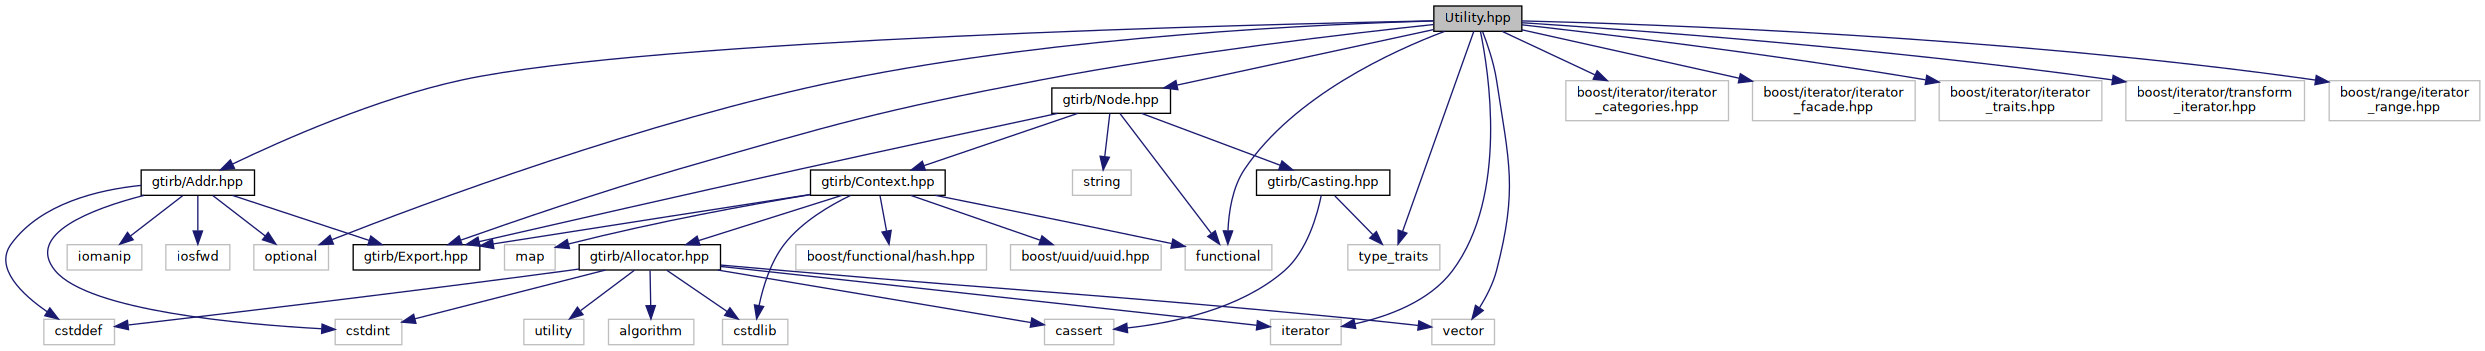 Utility.hpp
gtirb/Node.hpp
boost/iterator/iterator
_categories.hpp
boost/iterator/iterator
_facade.hpp
boost/iterator/iterator
_traits.hpp
boost/iterator/transform
_iterator.hpp
boost/range/iterator
_range.hpp
gtirb/Addr.hpp
gtirb/Context.hpp
string
gtirb/Casting.hpp
iomanip
iosfwd
optional
gtirb/Export.hpp
map
gtirb/Allocator.hpp
boost/functional/hash.hpp
boost/uuid/uuid.hpp
functional
type_traits
cstddef
cstdint
utility
algorithm
cstdlib
cassert
iterator
vector